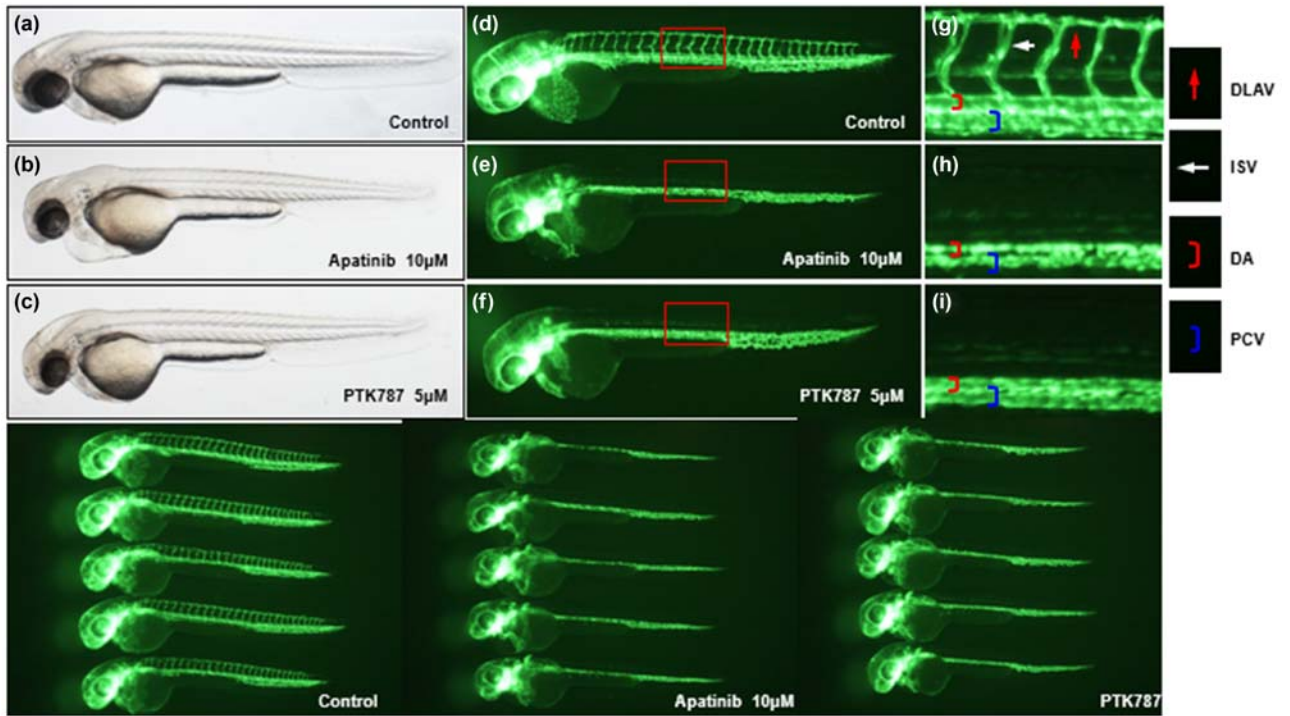 (a)
Control
(d)
Control
(g)
DLAV
(b)
Apatinib 10μM
(e)
Apatinib 10μM
(h)
ISV
DA
(c)
PTK787 5μM
(f)
PTK787 5μM
(i)
PCV
Control
Apatinib 10μM
PTK787